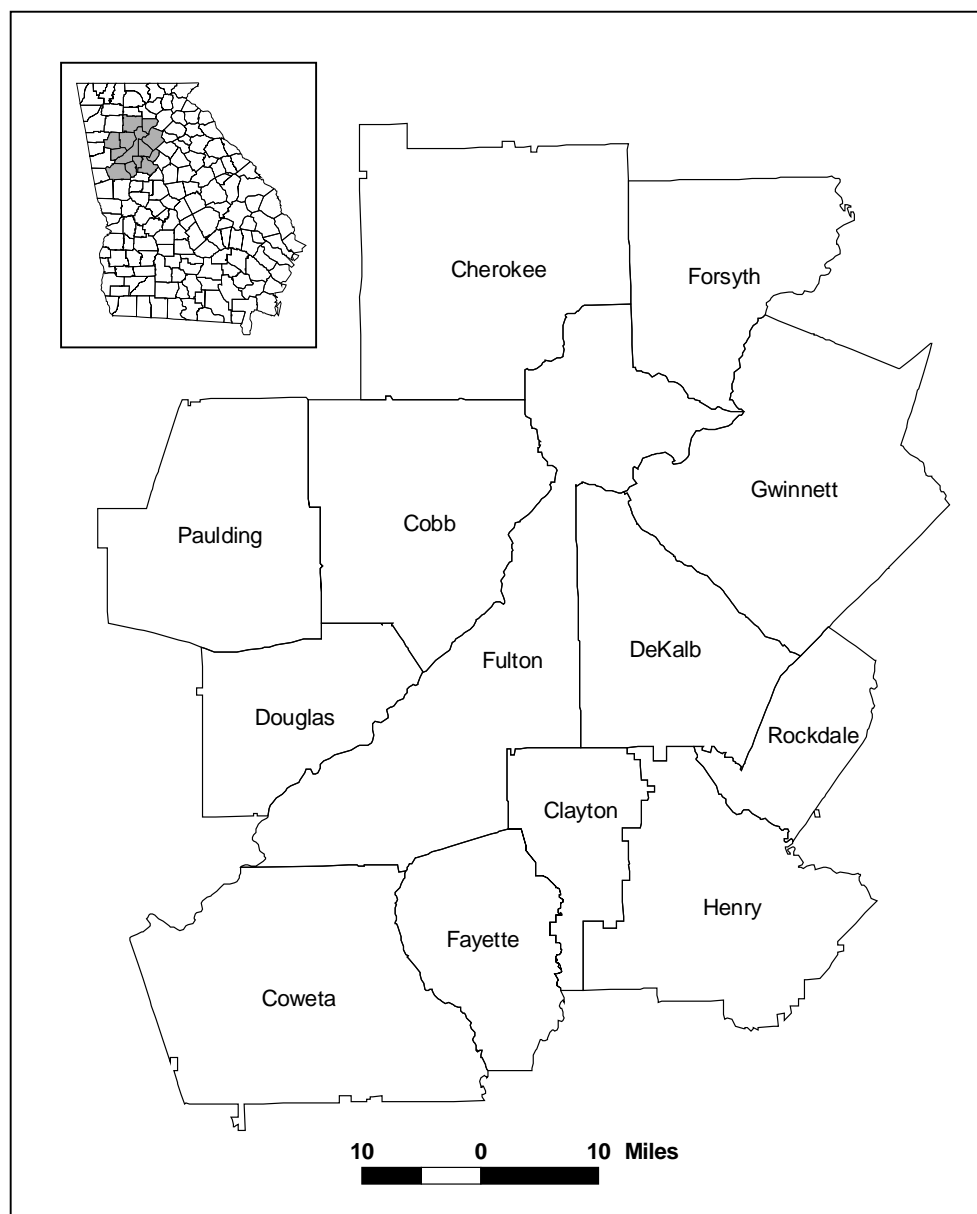 Cherokee
Forsyth
Gwinnett
Paulding
Cobb
Fulton
DeKalb
Douglas
Rockdale
Clayton
Henry
Fayette
Coweta
10 0 10 Miles